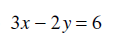 3x − 2y = 6